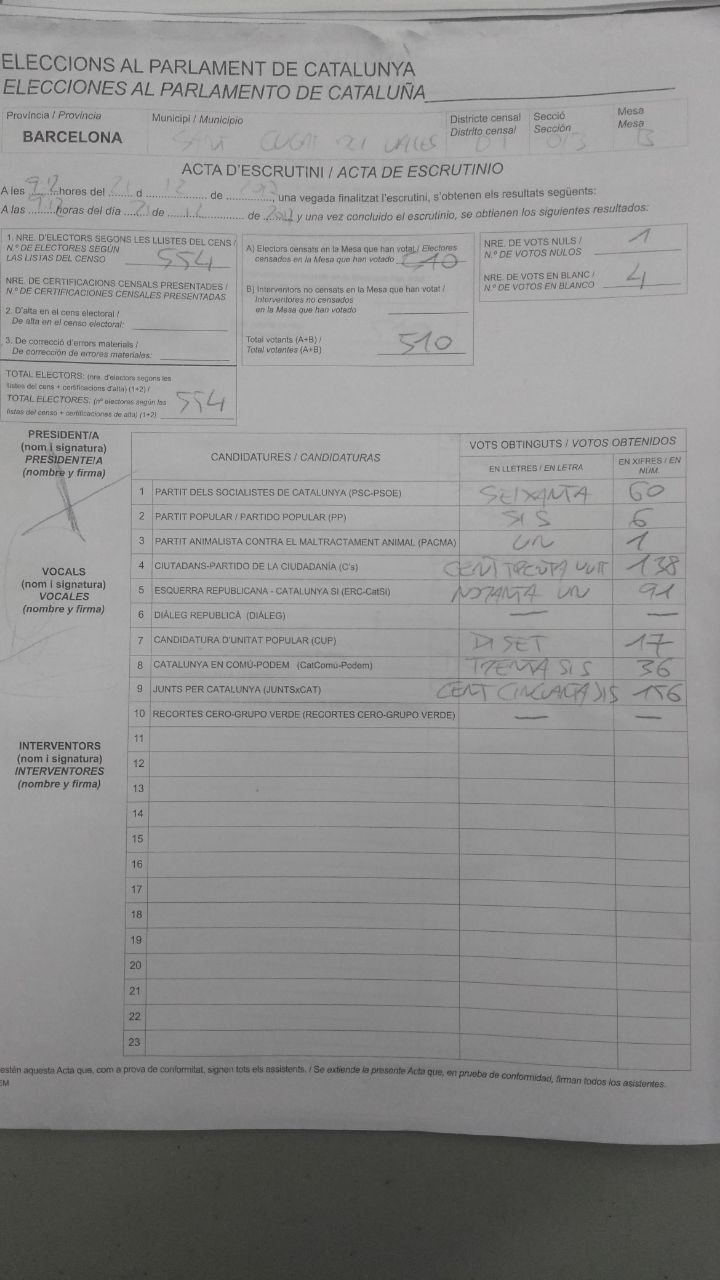 ELECCIONS AL PARLAMENT DE CATALUNYA
ELECCIONES AL PARLAMENTO DE CATALUÑA
Província / Provincia
BARCELONA
Municipi / Municipio
SANT CUGAT DEL VALLES
Districte censal
Distrito censal
01
Secció
Sección
Mesa
Mesa
B
ACTA D'ESCRUTINI / ACTA DE ESCRUTINIO
A les ........hores del ..... d ..12.. de ............, una vegada finalitzat l'escrutini, s'obtenen els resultats següents:
A las ........horas del día 21 de ..12.. de 2017 y una vez concluido el escrutinio, se obtienen los siguientes resultados:
1. NRE. D'ELECTORS SEGONS LES LLISTES DEL CENS /
N.º DE ELECTORES SEGÚN
LAS LISTAS DEL CENSO 554
NRE. DE CERTIFICACIONS CENSALS PRESENTADES /
N.º DE CERTIFICACIONES CENSALES PRESENTADAS
2. D'alta en el cens electoral /
De alta en el censo electoral:
3. De correcció d'errors materials /
De corrección de errores materiales:
TOTAL ELECTORS: (nre. d'electors segons les
llistes del cens + certificacions d'alta) (1+2) /
TOTAL ELECTORES: (nº electores según las
listas del censo + certificaciones de alta) (1+2) 554
A) Electors censats en la Mesa que han votat / Electores
censados en la Mesa que han votado 510
B) Interventors no censats en la Mesa que han votat /
Interventores no censados
en la Mesa que han votado
Total votants (A+B) /
Total votantes (A+B) 510
NRE. DE VOTS NULS /
N.º DE VOTOS NULOS 1
NRE. DE VOTS EN BLANC /
N.º DE VOTOS EN BLANCO 4
PRESIDENT/A
(nom i signatura)
PRESIDENTE/A
(nombre y firma)
VOCALS
(nom i signatura)
VOCALES
(nombre y firma)
INTERVENTORS
(nom i signatura)
INTERVENTORES
(nombre y firma)
CANDIDATURES / CANDIDATURAS
VOTS OBTINGUTS / VOTOS OBTENIDOS
EN LLETRES / EN LETRA
EN XIFRES / EN NÚM.
1 PARTIT DELS SOCIALISTES DE CATALUNYA (PSC-PSOE) SEIXANTA 60
2 PARTIT POPULAR / PARTIDO POPULAR (PP) SIS 6
3 PARTIT ANIMALISTA CONTRA EL MALTRACTAMENT ANIMAL (PACMA) UN 1
4 CIUTADANS-PARTIDO DE LA CIUDADANÍA (C's) CENT TRENTA VUIT 138
5 ESQUERRA REPUBLICANA - CATALUNYA SI (ERC-CatSí) NOTANTA UN 91
6 DIÀLEG REPUBLICÀ (DIÀLEG) — —
7 CANDIDATURA D'UNITAT POPULAR (CUP) DISET 17
8 CATALUNYA EN COMÚ-PODEM (CatComú-Podem) TRENTA SIS 36
9 JUNTS PER CATALUNYA (JUNTSxCAT) CENT CINCUANTA SIS 156
10 RECORTES CERO-GRUPO VERDE (RECORTES CERO-GRUPO VERDE) — —
11
12
13
14
15
16
17
18
19
20
21
22
23
estén aquesta Acta que, com a prova de conformitat, signen tots els assistents. / Se extiende la presente Acta que, en prueba de conformidad, firman todos los asistentes.